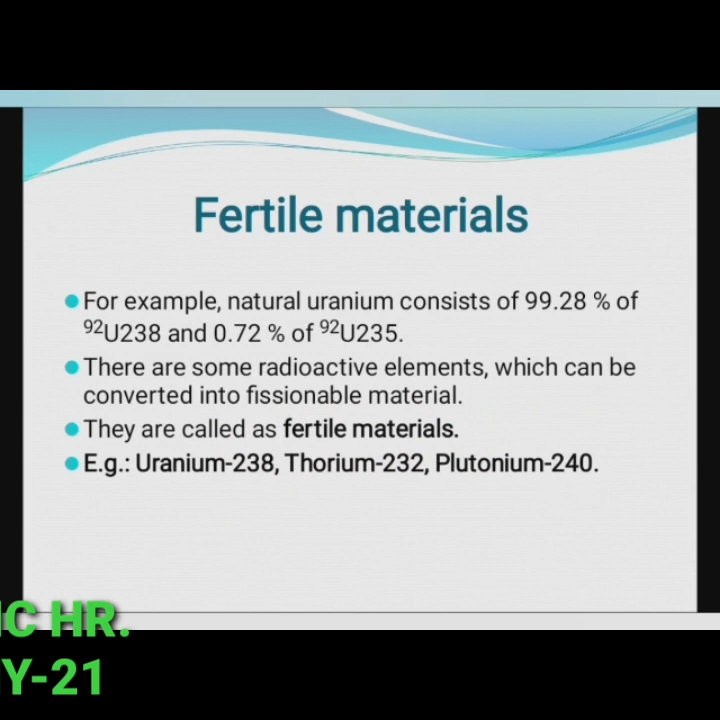 Fertile materials
For example, natural uranium consists of 99.28 % of
⁹²U238 and 0.72 % of ⁹²U235.
There are some radioactive elements, which can be
converted into fissionable material.
They are called as fertile materials.
E.g.: Uranium-238, Thorium-232, Plutonium-240.
HR.
Y-21